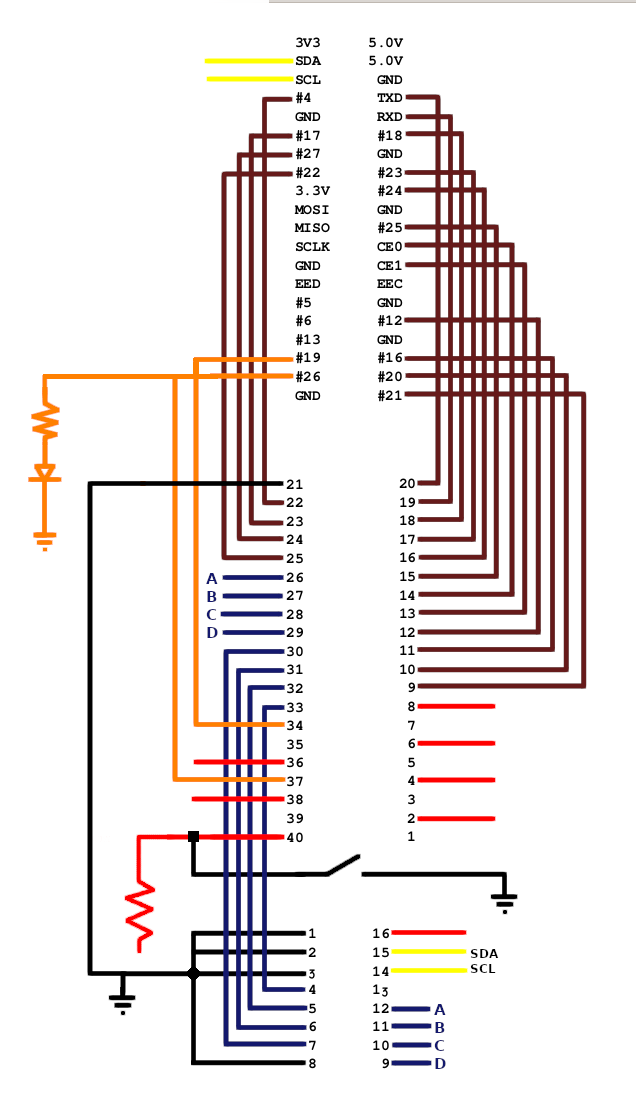 3V3 5.0V
SDA 5.0V
SCL GND
#4 TXD
GND RXD
#17 #18
#27 GND
#22 #23
3.3V #24
MOSI GND
MISO #25
SCLK CE0
GND CE1
EED EEC
#5 GND
#6 #12
#13 GND
#19 #16
#26 #20
GND #21
21 20
22 19
23 18
24 17
25 16
A 26 15
B 27 14
C 28 13
D 29 12
30 11
31 10
32 9
33 8
34 7
35 6
36 5
37 4
38 3
39 2
40 1
1 16
2 15 SDA
3 14 SCL
4 13
5 12 A
6 11 B
7 10 C
8 9 D